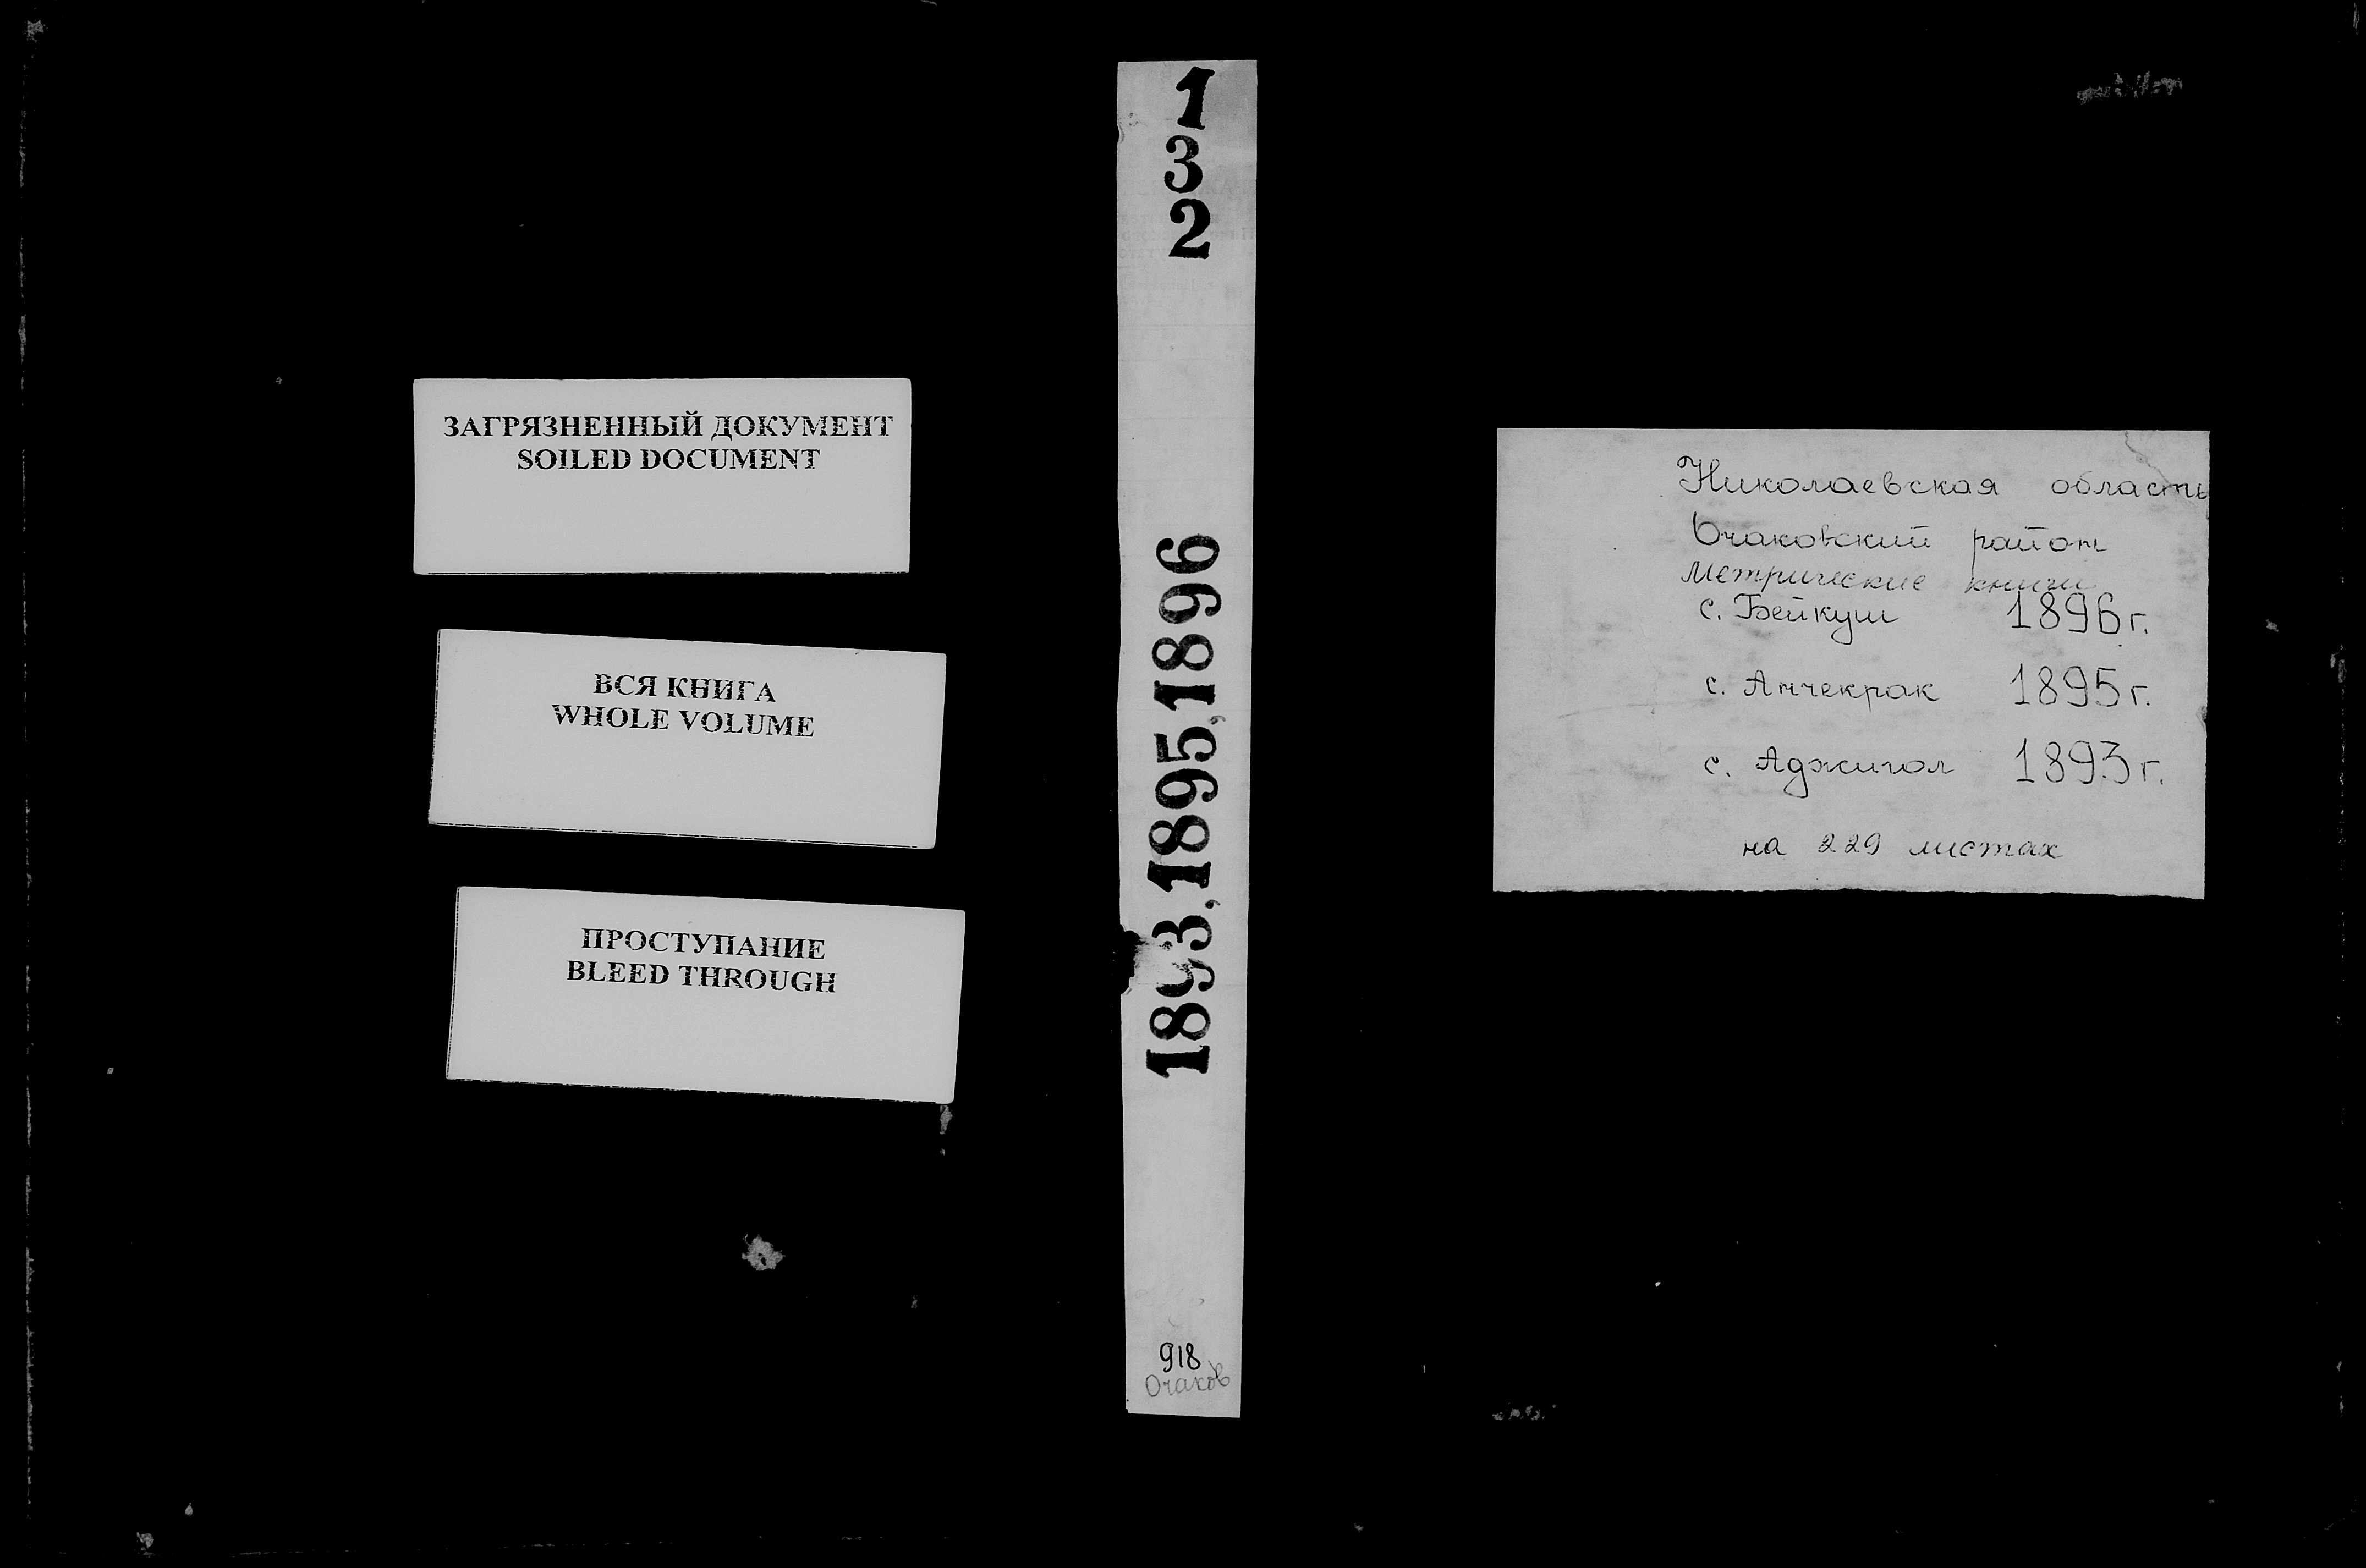 ЗАГРЯЗНЕННЫЙ ДОКУМЕНТ
SOILED DOCUMENT
ВСЯ КНИГА
WHOLE VOLUME
ПРОСТУПАНИЕ
BLEED THROUGH
1
3
2
1893,1895,1896
918
Очаков
Николаевская область
Очаковский район
Метрические книги
с. Бейкуш 1896 г.
с. Анчекрак 1895 г.
с. Аджигол 1893 г.
на 229 листах